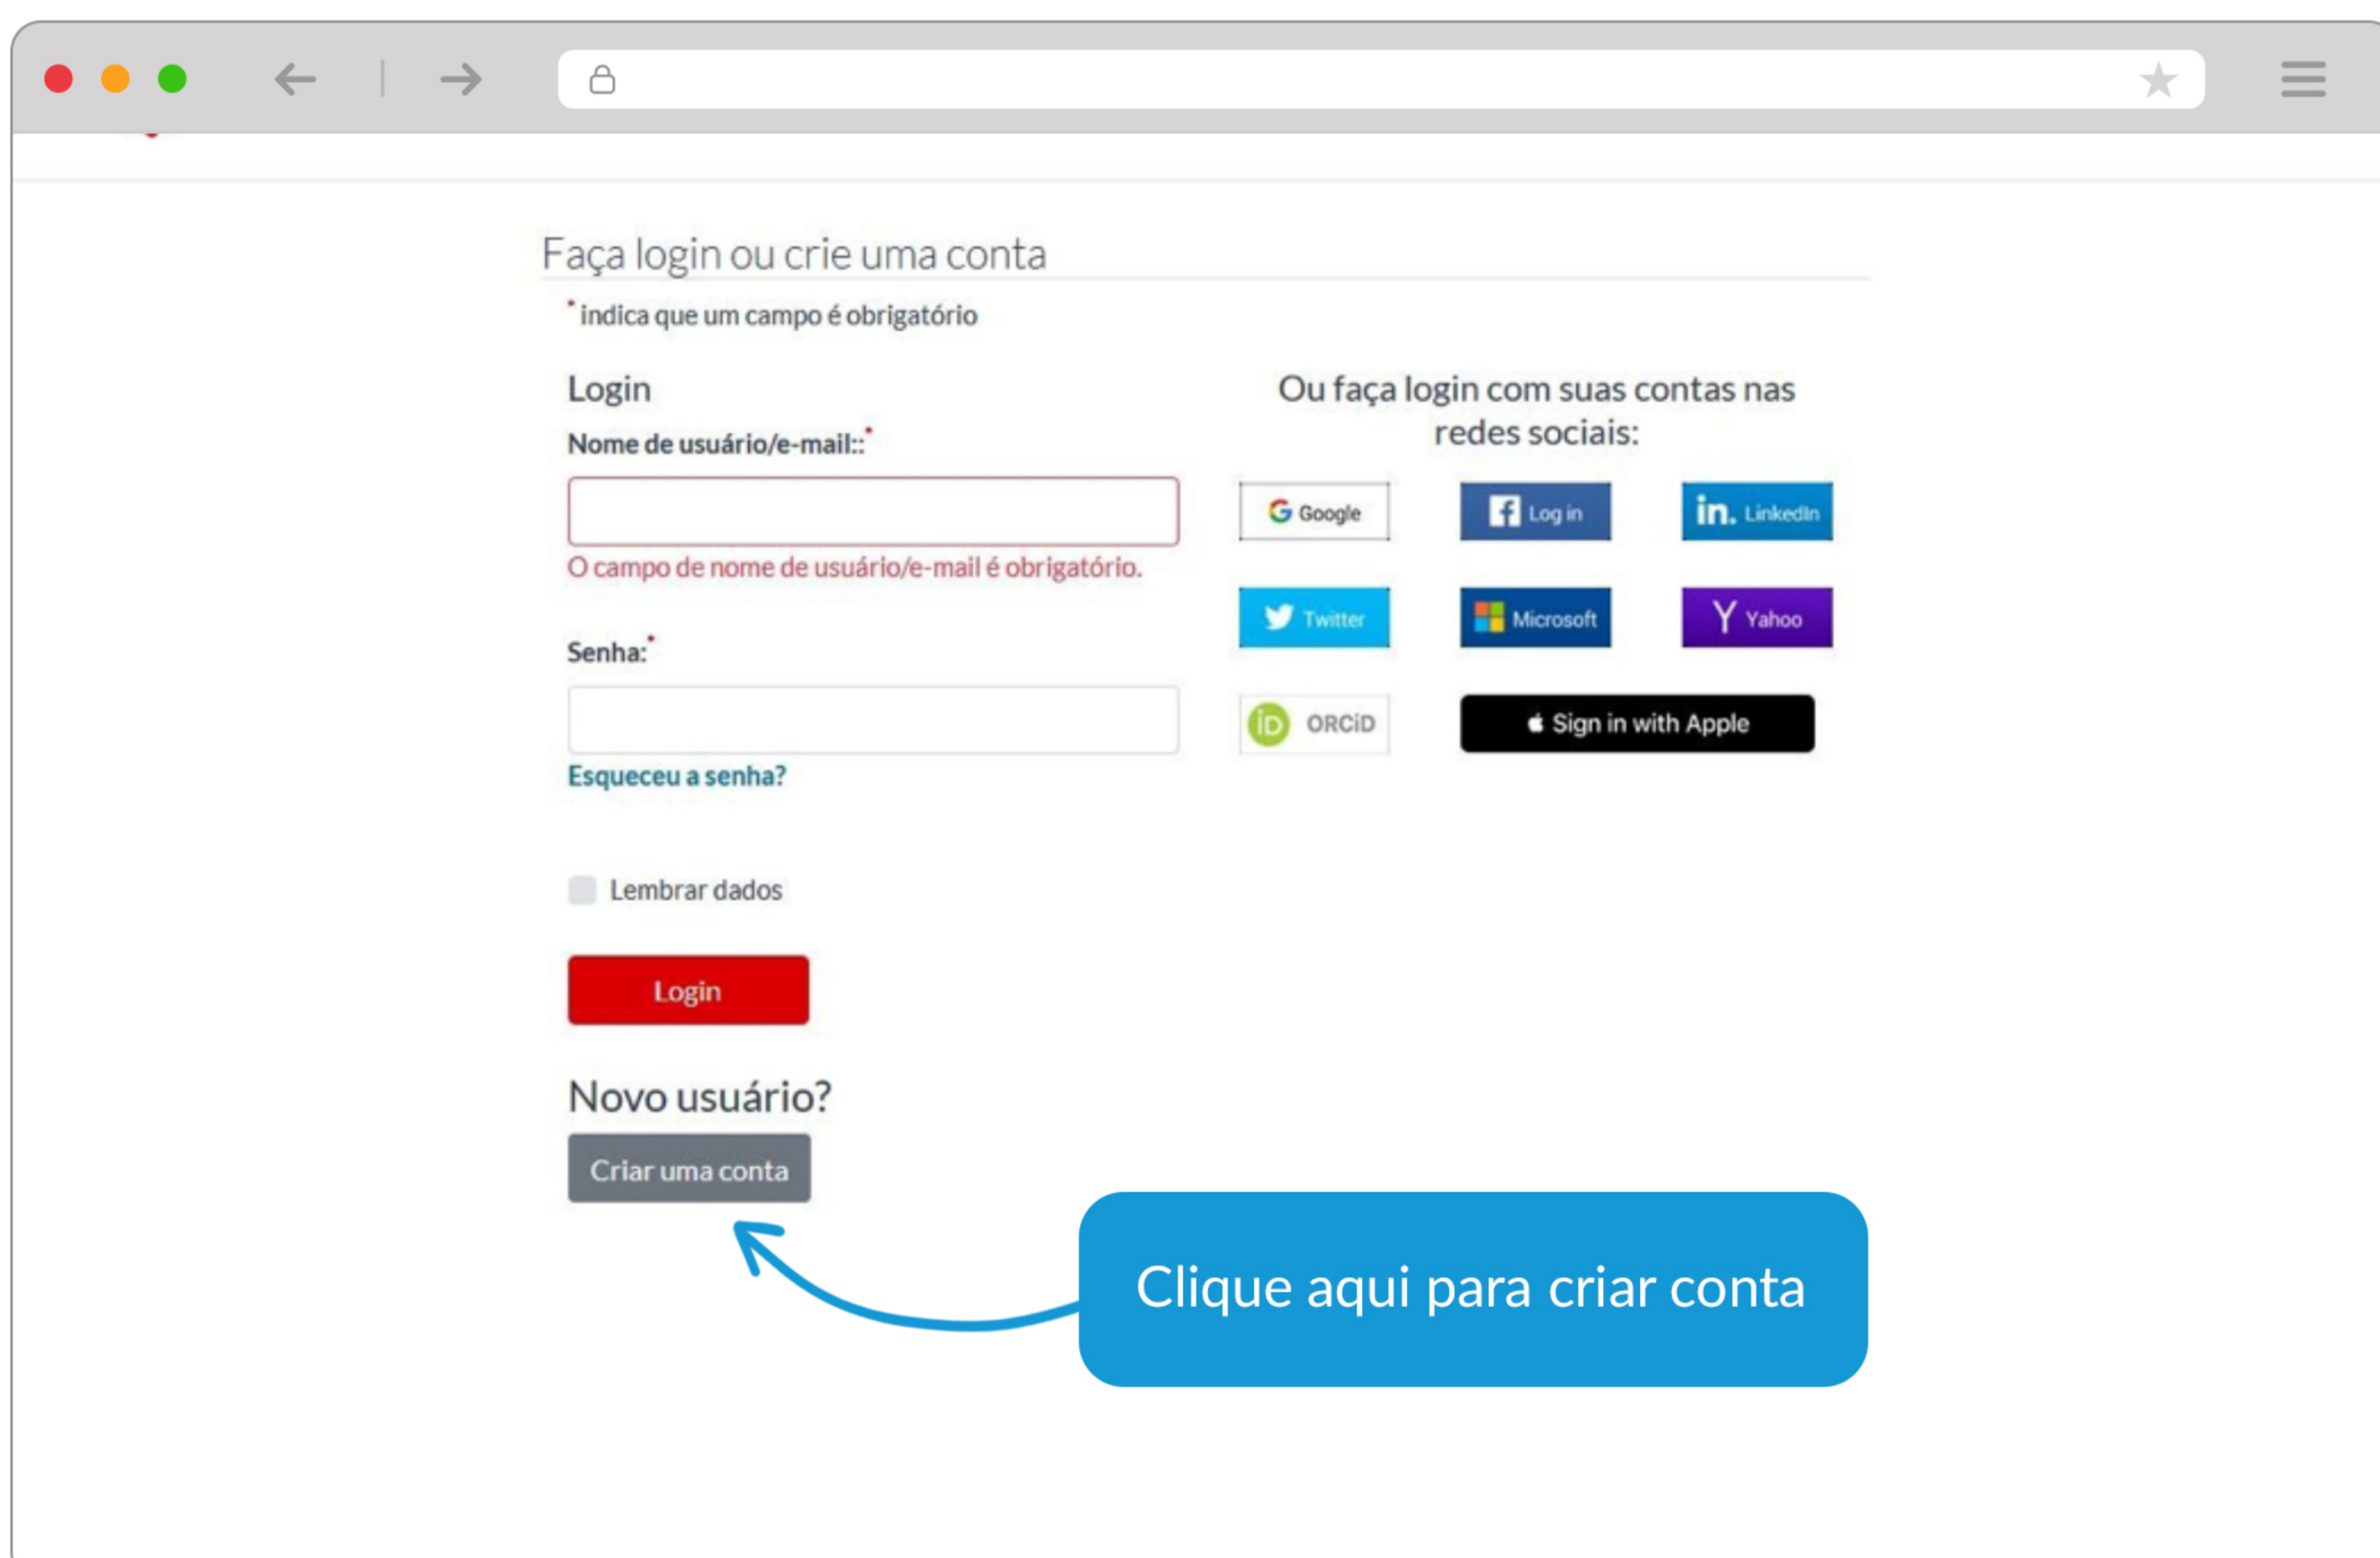 Faça login ou crie uma conta
* indica que um campo é obrigatório
Login
Nome de usuário/e-mail::*
O campo de nome de usuário/e-mail é obrigatório.
Senha:*
Esqueceu a senha?
Lembrar dados
Login
Novo usuário?
Criar uma conta
Ou faça login com suas contas nas
redes sociais:
G Google
f Log in
in. LinkedIn
Twitter
Microsoft
Y Yahoo
iD ORCiD
Sign in with Apple
Clique aqui para criar conta